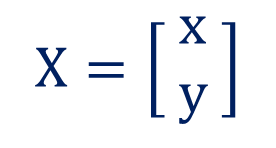 X = [x
y]